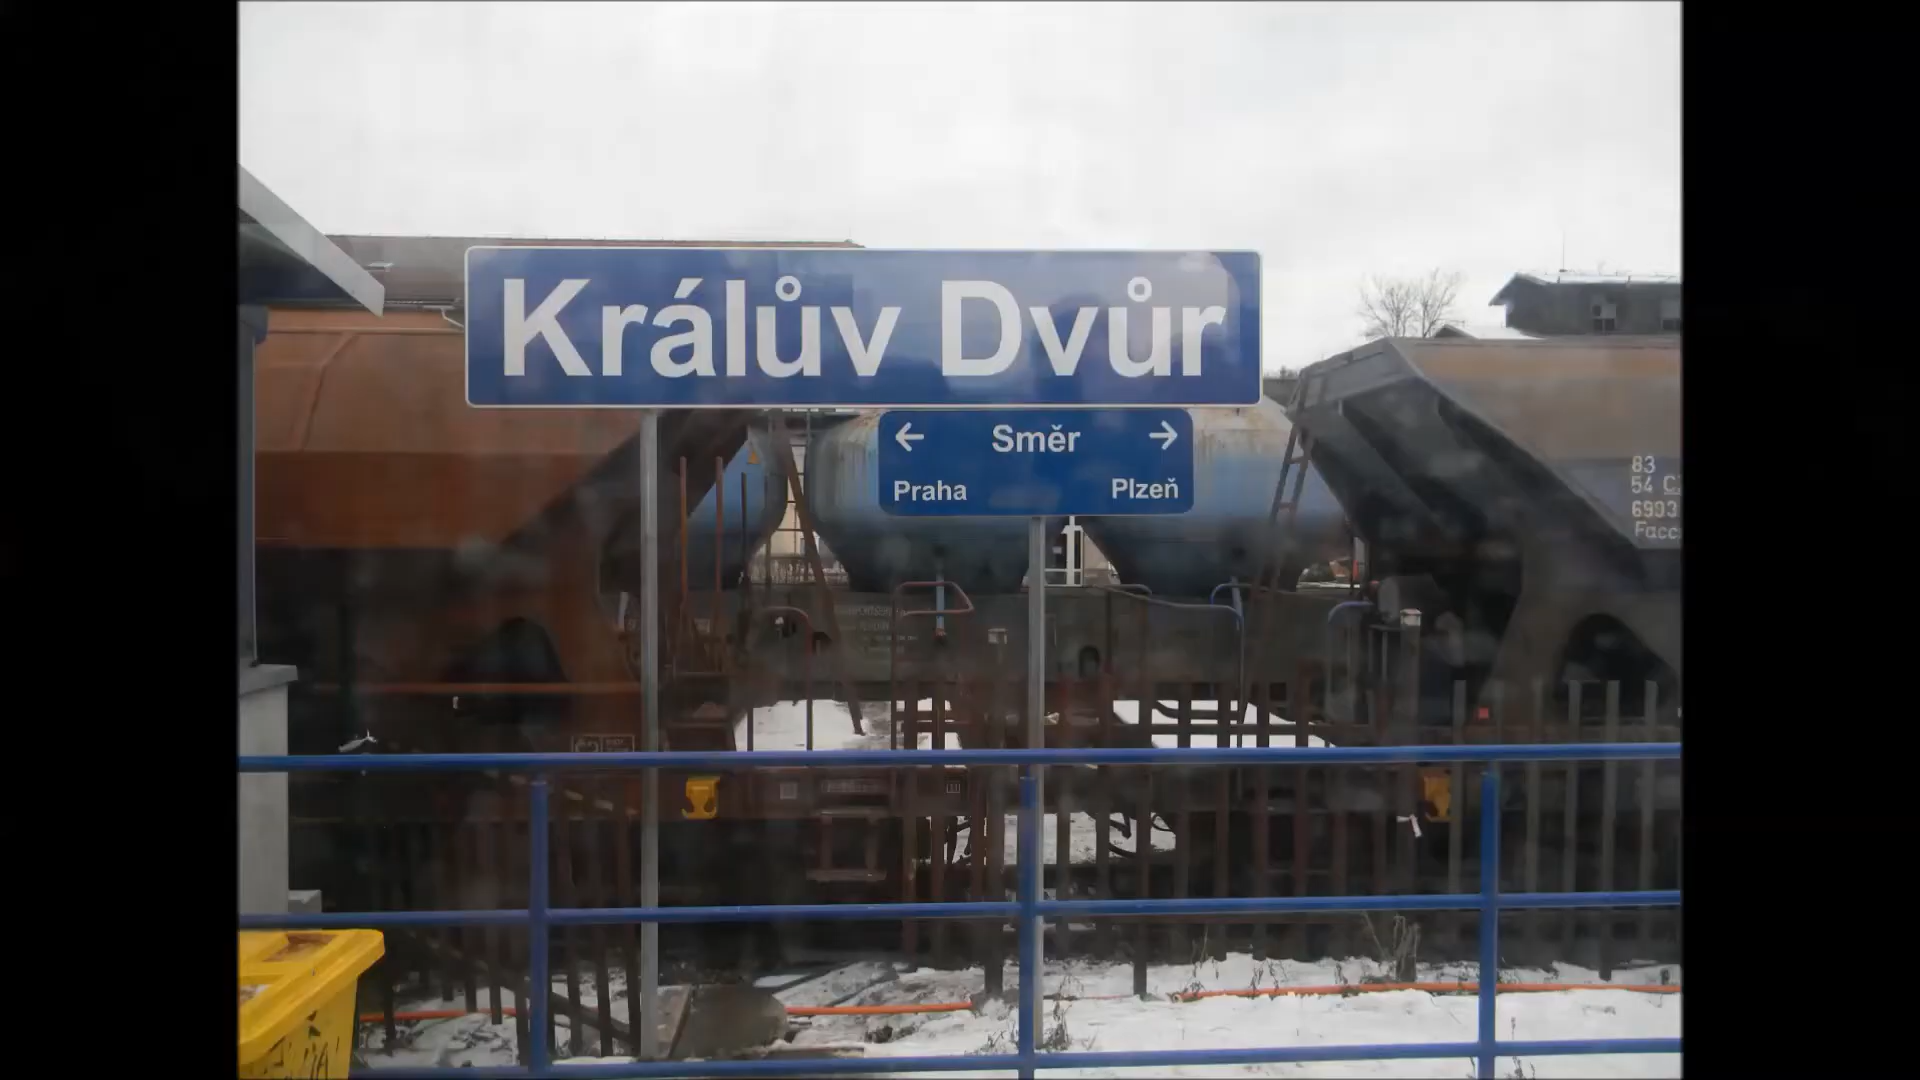 Králův Dvůr
← Směr →
Praha Plzeň
83
54
6993